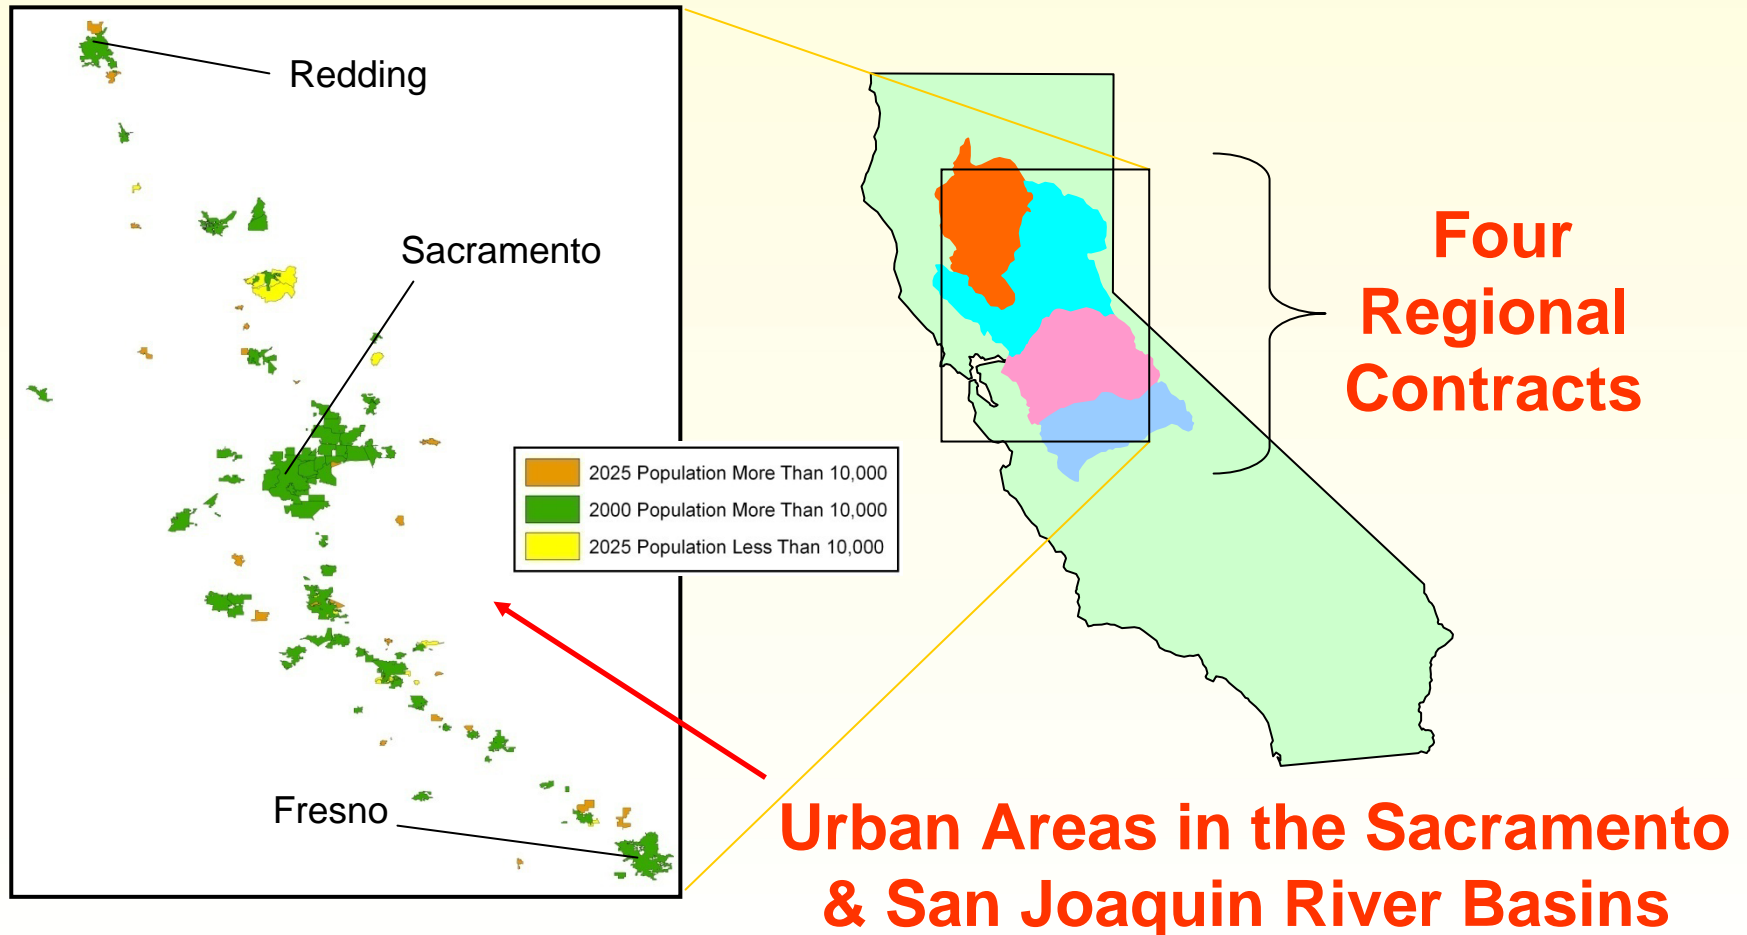 Redding
Sacramento
Fresno
2025 Population More Than 10,000
2000 Population More Than 10,000
2025 Population Less Than 10,000
Four
Regional
Contracts
Urban Areas in the Sacramento
& San Joaquin River Basins